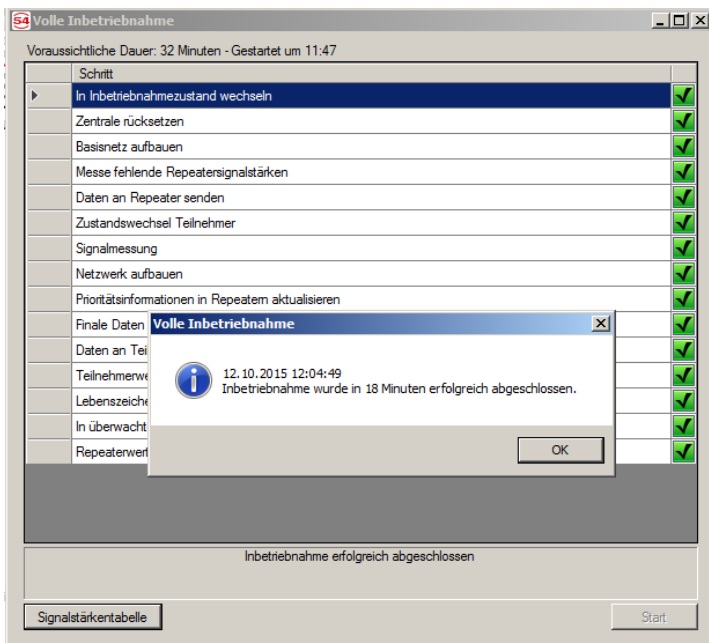 54 Volle Inbetriebnahme
Voraussichtliche Dauer: 32 Minuten - Gestartet um 11:47
Schritt
In Inbetriebnahmezustand wechseln
Zentrale rücksetzen
Basisnetz aufbauen
Messe fehlende Repeatersignalstärken
Daten an Repeater senden
Zustandswechsel Teilnehmer
Signalmessung
Netzwerk aufbauen
Prioritätsinformationen in Repeatern aktualisieren
Finale Daten
Daten an Tei
Teilnehmerwe
Lebenszeiche
In überwacht
Repeaterwert
Volle Inbetriebnahme
12.10.2015 12:04:49
Inbetriebnahme wurde in 18 Minuten erfolgreich abgeschlossen.
OK
Inbetriebnahme erfolgreich abgeschlossen
Signalstärkentabelle
Start